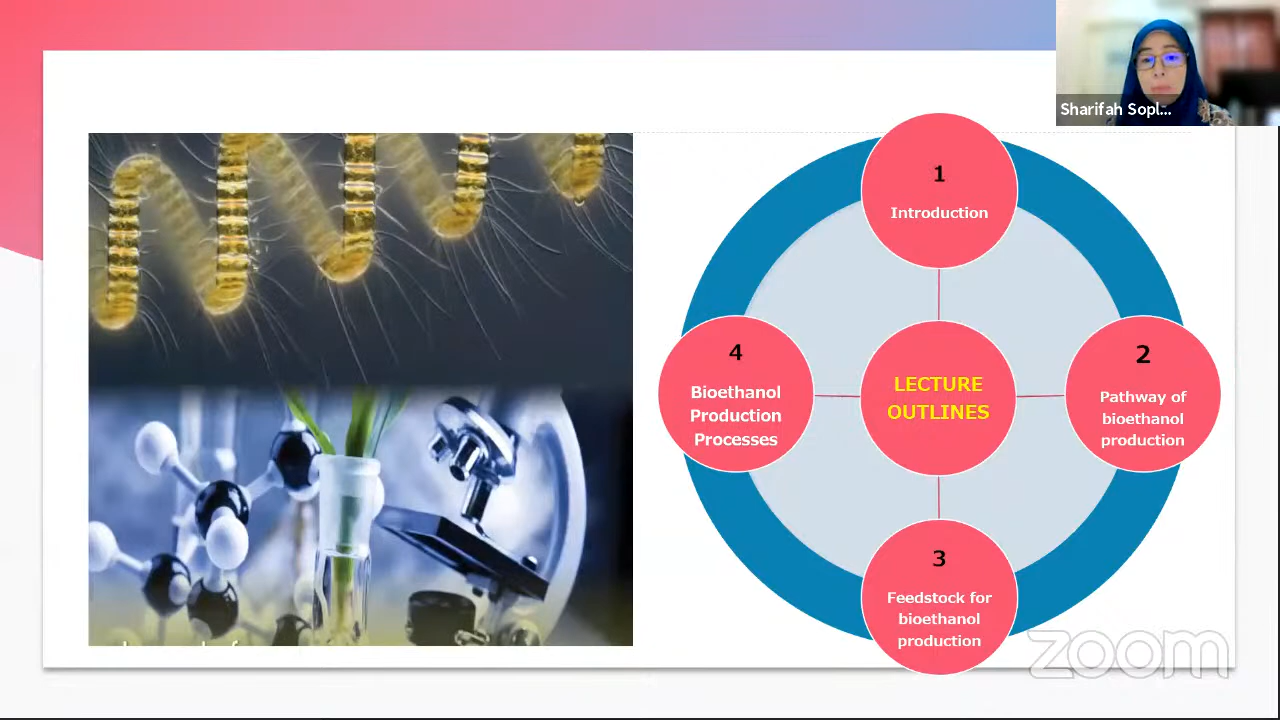 Sharifah Sopl...
1
Introduction
2
Pathway of
bioethanol
production
3
Feedstock for
bioethanol
production
4
Bioethanol
Production
Processes
LECTURE
OUTLINES
zoom